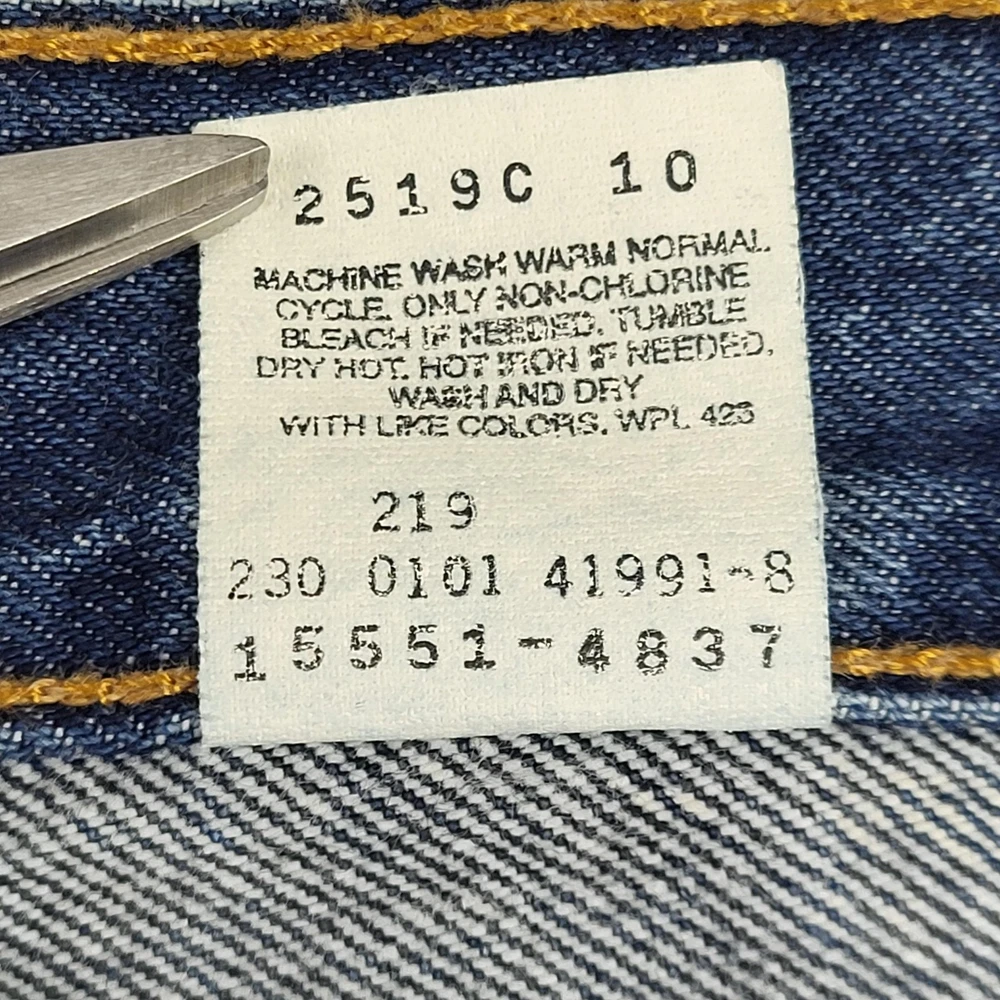 2519C 10
MACHINE WASH WARM NORMAL
CYCLE. ONLY NON-CHLORINE
BLEACH IF NEEDED. TUMBLE
DRY HOT. HOT IRON IF NEEDED.
WASH AND DRY
WITH LIKE COLORS. WPL 423
219
230 0101 41991-8
15551-4837